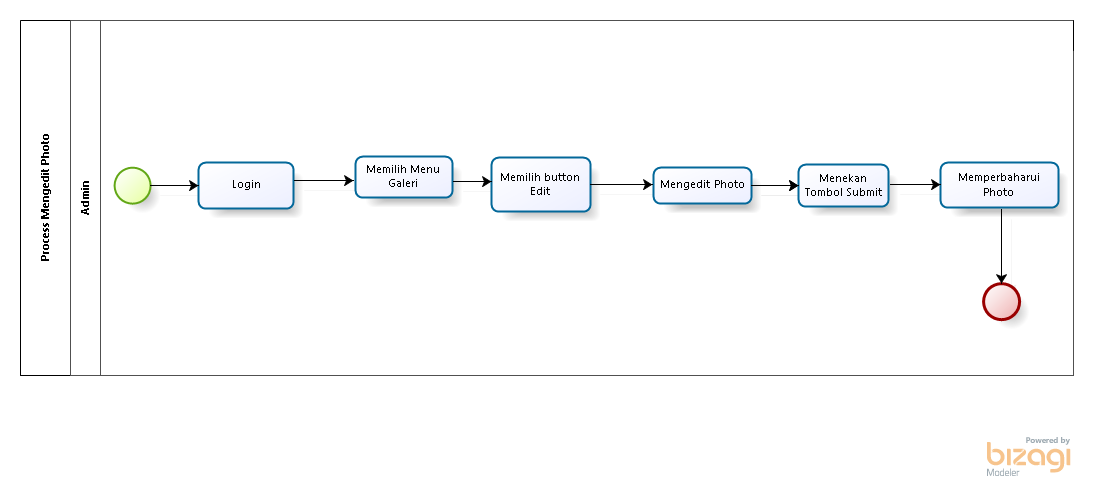 Process Mengedit Photo
Admin
Login
Memilih Menu
Galeri
Memilih button
Edit
Mengedit Photo
Menekan
Tombol Submit
Memperbaharui
Photo
Powered by
bizagi
Modeler